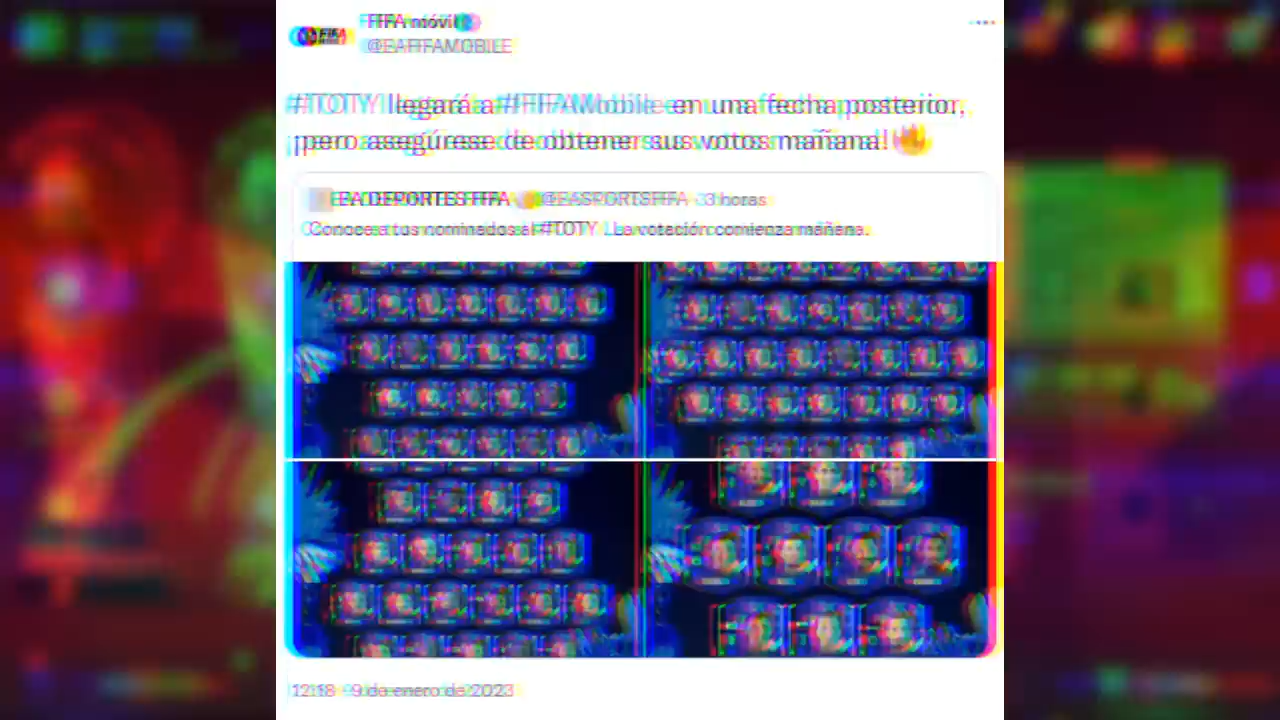 FIFA móvil
@EAFIFAMOBILE
#TOTY llegará a #FIFAMobile en una fecha posterior,
¡pero asegúrese de obtener sus votos mañana!
EA DEPORTES FIFA @EASPORTSFIFA · 3 horas
Conoce a tus nominados al #TOTY. La votación comienza mañana.
12:18 · 9 de enero de 2023